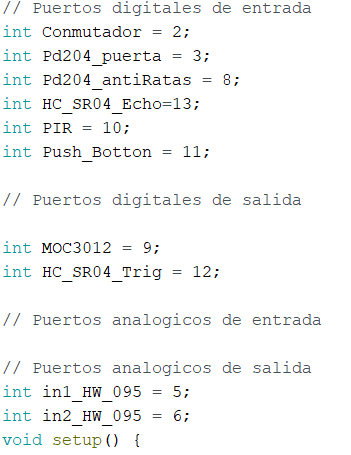 // Puertos digitales de entrada
int Conmutador = 2;
int Pd204_puerta = 3;
int Pd204_antiRatas = 8;
int HC_SR04_Echo=13;
int PIR = 10;
int Push_Botton = 11;
// Puertos digitales de salida
int MOC3012 = 9;
int HC_SR04_Trig = 12;
// Puertos analogicos de entrada
// Puertos analogicos de salida
int in1_HW_095 = 5;
int in2_HW_095 = 6;
void setup() {